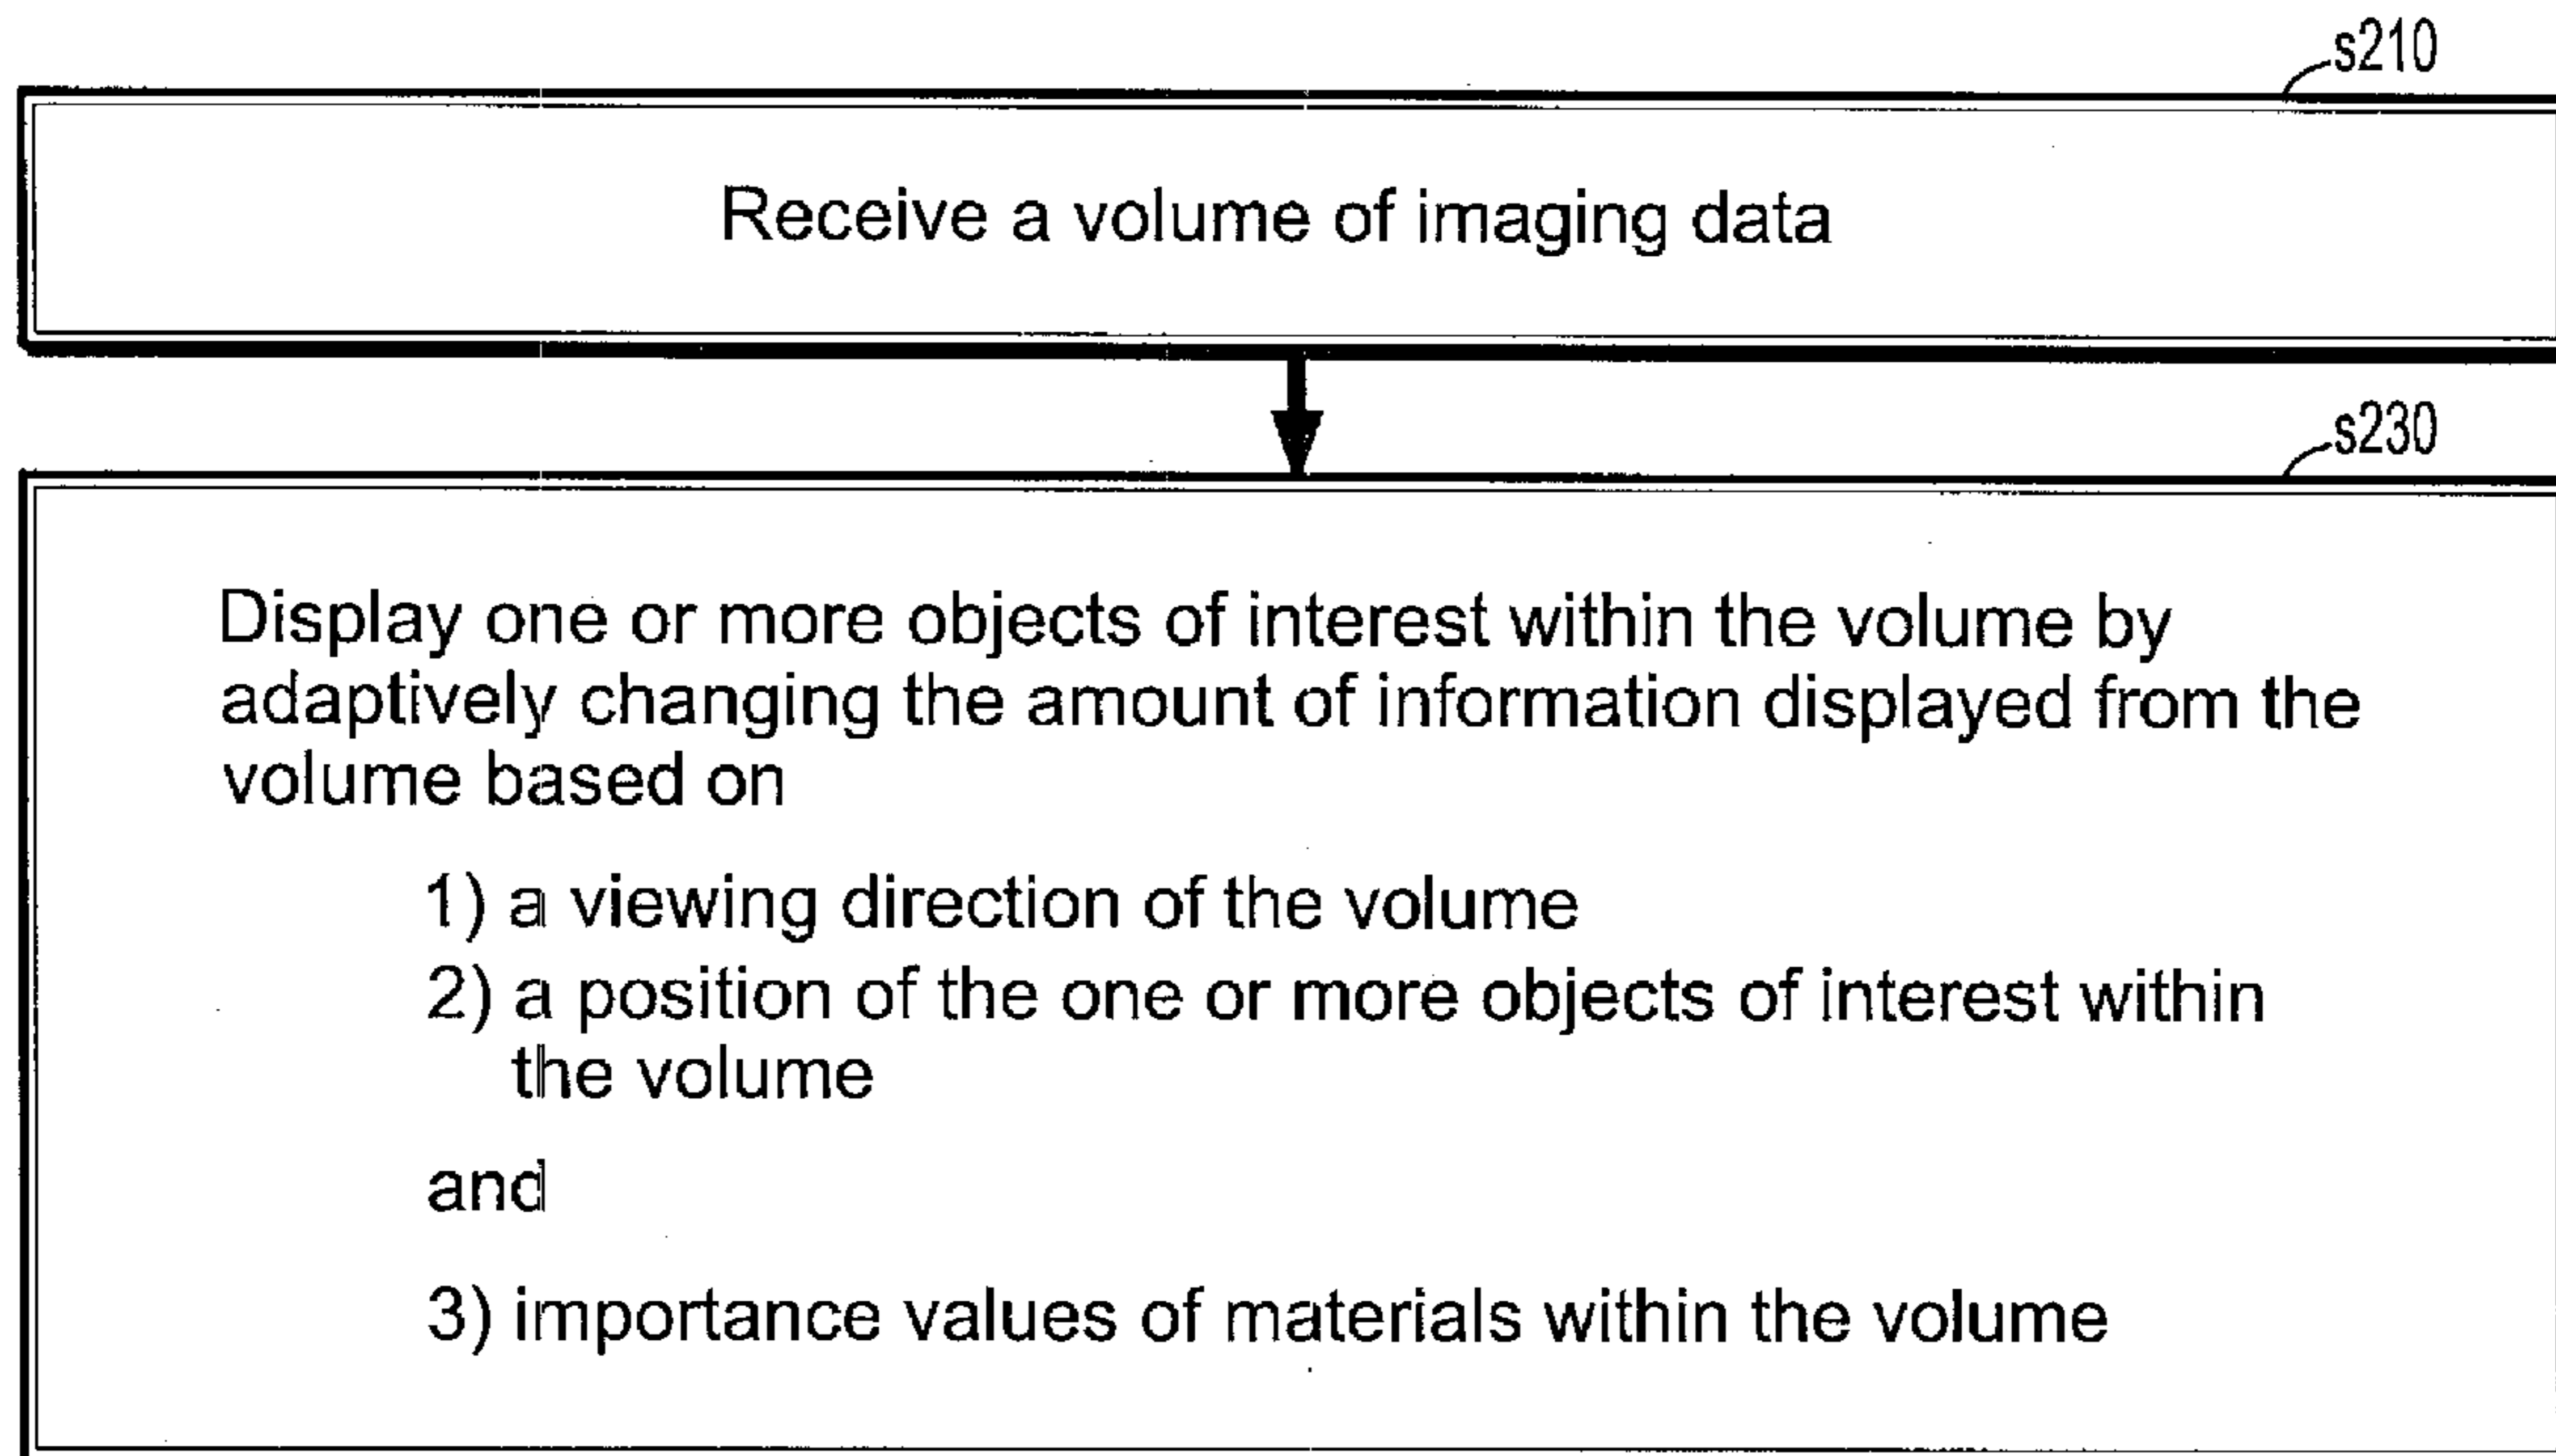 s210
Receive a volume of imaging data
s230
Display one or more objects of interest within the volume by
adaptively changing the amount of information displayed from the
volume based on
1) a viewing direction of the volume
2) a position of the one or more objects of interest within
the volume
and
3) importance values of materials within the volume